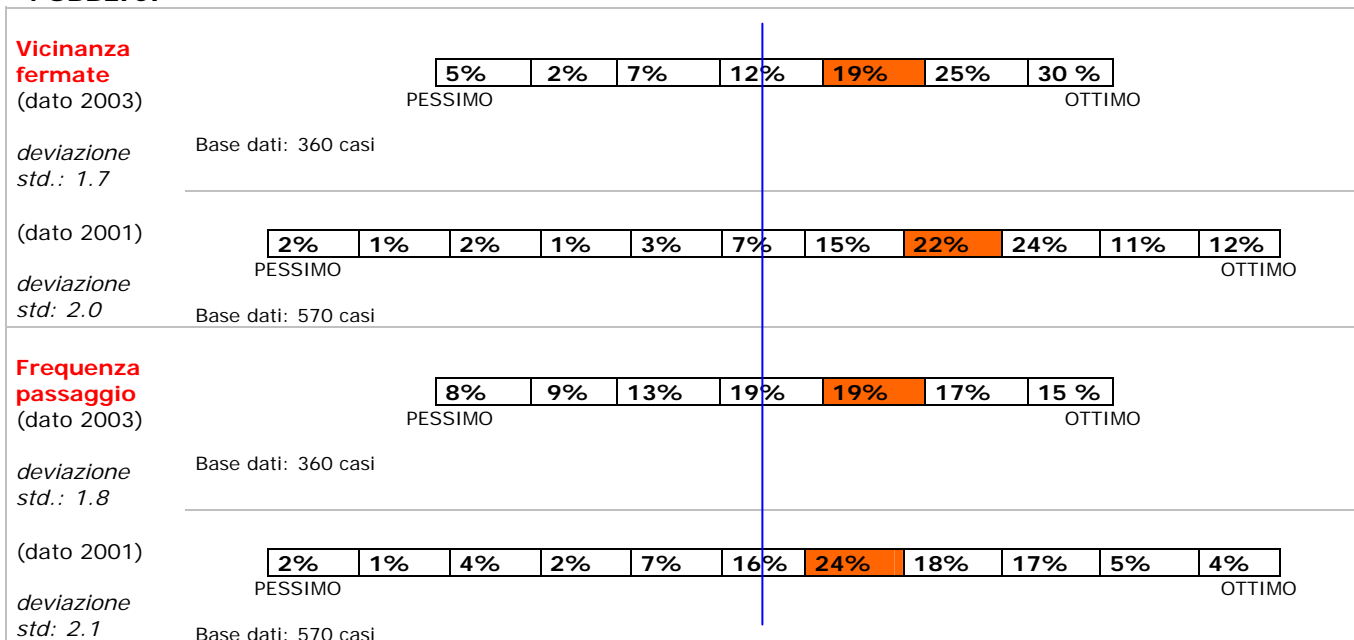 Vicinanza
fermate
(dato 2003)
5% 2% 7% 12% 19% 25% 30 %
PESSIMO OTTIMO
deviazione
std.: 1.7
Base dati: 360 casi
(dato 2001)
2% 1% 2% 1% 3% 7% 15% 22% 24% 11% 12%
PESSIMO OTTIMO
deviazione
std: 2.0
Base dati: 570 casi
Frequenza
passaggio
(dato 2003)
8% 9% 13% 19% 19% 17% 15 %
PESSIMO OTTIMO
deviazione
std.: 1.8
Base dati: 360 casi
(dato 2001)
2% 1% 4% 2% 7% 16% 24% 18% 17% 5% 4%
PESSIMO OTTIMO
deviazione
std: 2.1
Base dati: 570 casi